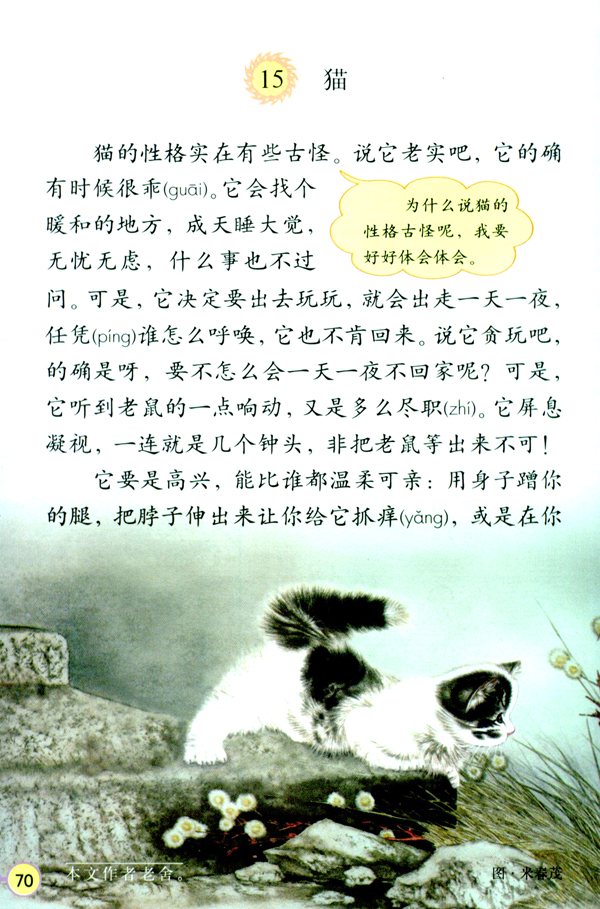 15 猫
猫的性格实在有些古怪。说它老实吧，它的确
有时候很乖(guāi)。它会找个
暖和的地方，成天睡大觉，
无忧无虑，什么事也不过
为什么说猫的
性格古怪呢，我要
好好体会体会。
问。可是，它决定要出去玩玩，就会出走一天一夜，
任凭(píng)谁怎么呼唤，它也不肯回来。说它贪玩吧，
的确是呀，要不怎么会一天一夜不回家呢？可是，
它听到老鼠的一点响动，又是多么尽职(zhí)。它屏息
凝视，一连就是几个钟头，非把老鼠等出来不可！
它要是高兴，能比谁都温柔可亲：用身子蹭你
的腿，把脖子伸出来让你给它抓痒(yǎng)，或是在你
70 本文作者老舍。
图·米春茂